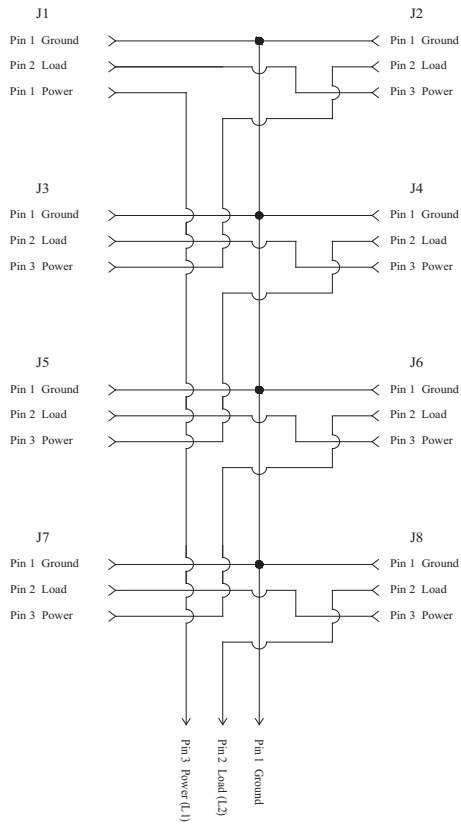 J1 J2
Pin 1 Ground Pin 1 Ground
Pin 2 Load Pin 2 Load
Pin 1 Power Pin 3 Power
J3 J4
Pin 1 Ground Pin 1 Ground
Pin 2 Load Pin 2 Load
Pin 3 Power Pin 3 Power
J5 J6
Pin 1 Ground Pin 1 Ground
Pin 2 Load Pin 2 Load
Pin 3 Power Pin 3 Power
J7 J8
Pin 1 Ground Pin 1 Ground
Pin 2 Load Pin 2 Load
Pin 3 Power Pin 3 Power
Pin 3 Power (L1)
Pin 2 Load (L2)
Pin 1 Ground